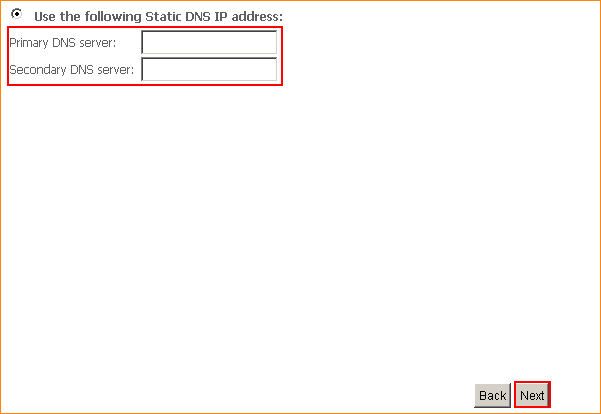 Use the following Static DNS IP address:
Primary DNS server:
Secondary DNS server:
Back Next